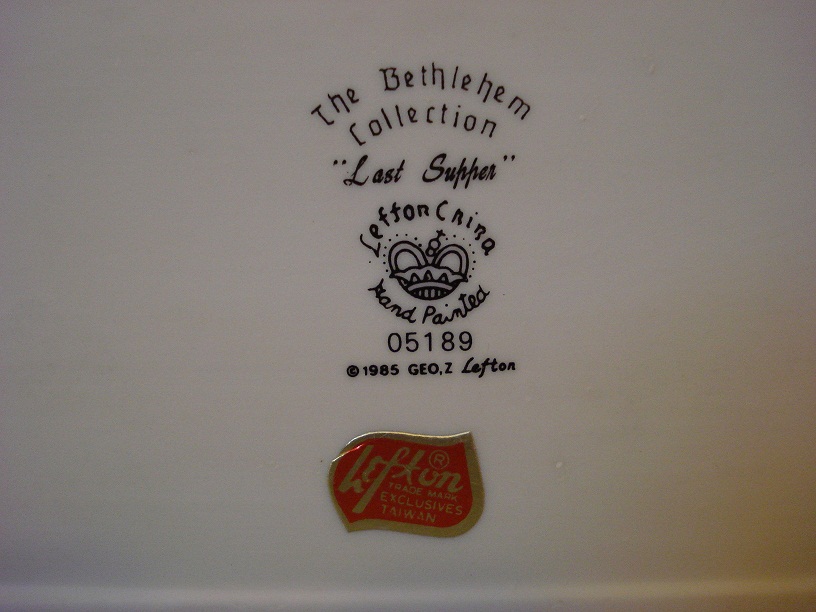 The Bethlehem
Collection
"Last Supper"
Lefton China
Hand Painted
05189
©1985 GEO,Z Lefton
Lefton ®
TRADE MARK
EXCLUSIVES
TAIWAN